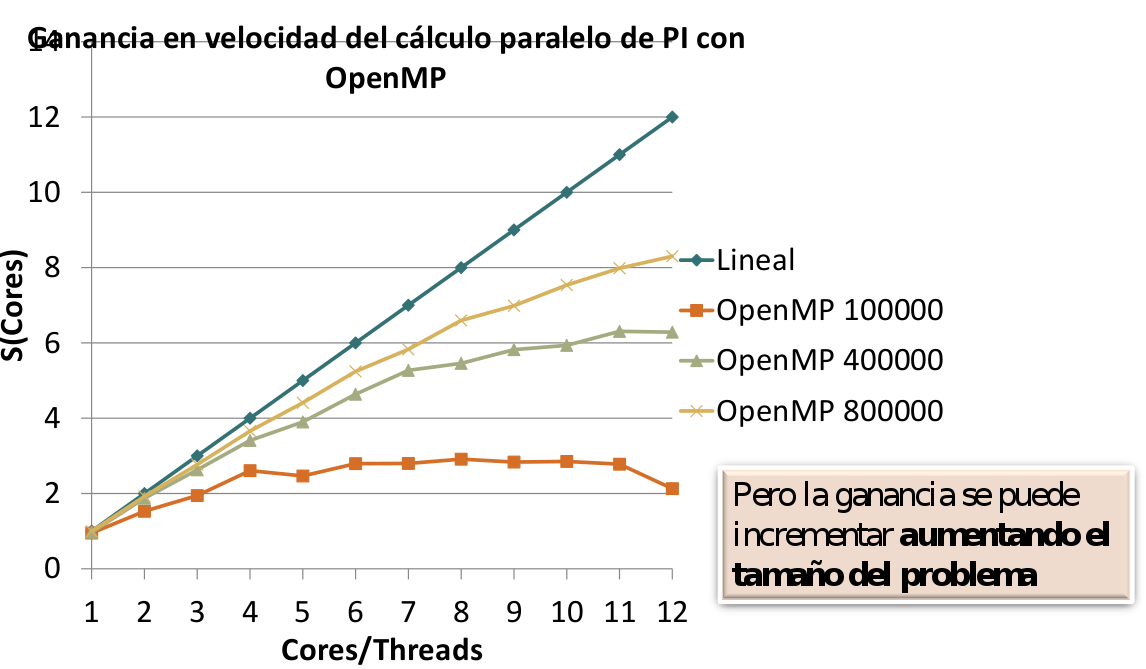 Ganancia en velocidad del cálculo paralelo de PI con
OpenMP
14
12
10
8
6
4
2
0
S(Cores)
1 2 3 4 5 6 7 8 9 10 11 12
Cores/Threads
Lineal
OpenMP 100000
OpenMP 400000
OpenMP 800000
Pero la ganancia se puede
incrementar aumentando el
tamaño del problema